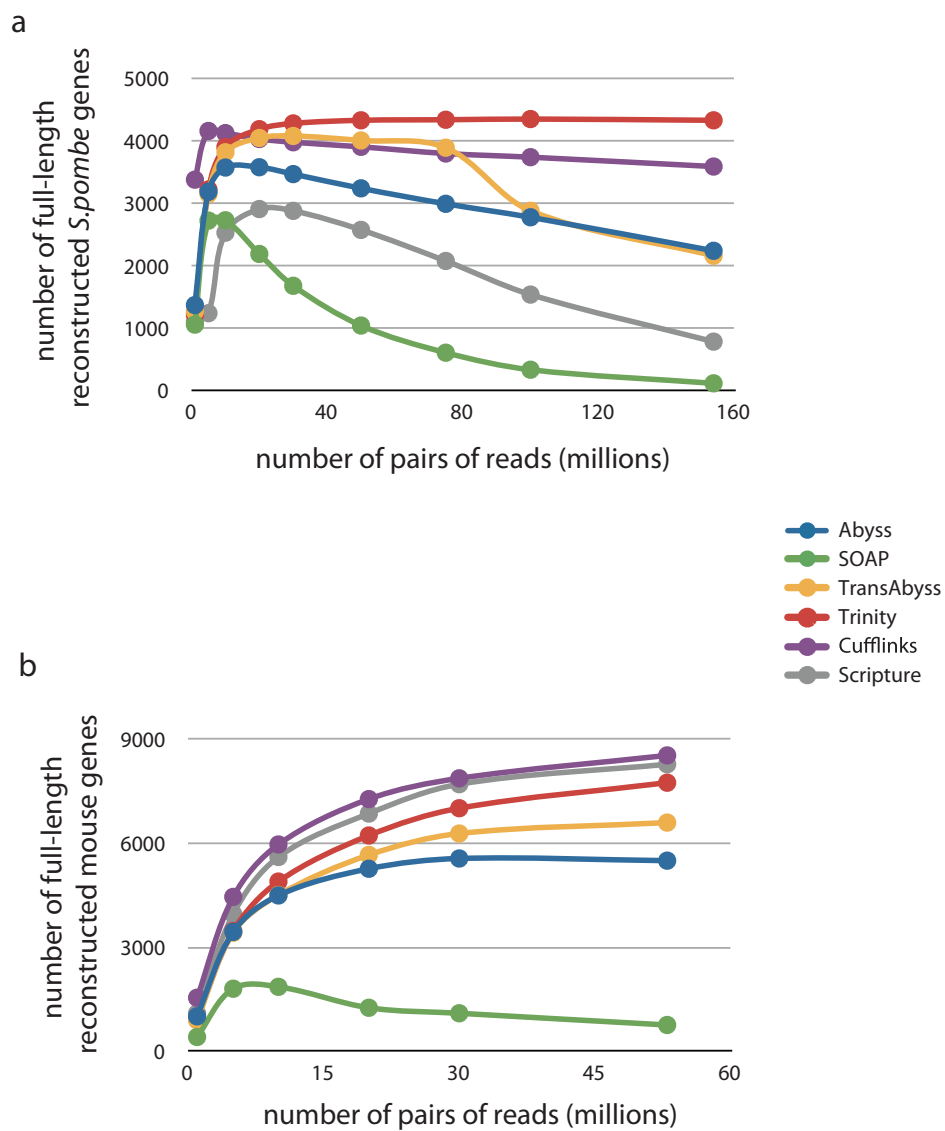 a
number of full-length
reconstructed S.pombe genes
5000
4000
3000
2000
1000
0
0 40 80 120 160
number of pairs of reads (millions)
Abyss
SOAP
TransAbyss
Trinity
Cufflinks
Scripture
b
number of full-length
reconstructed mouse genes
9000
6000
3000
0
0 15 30 45 60
number of pairs of reads (millions)